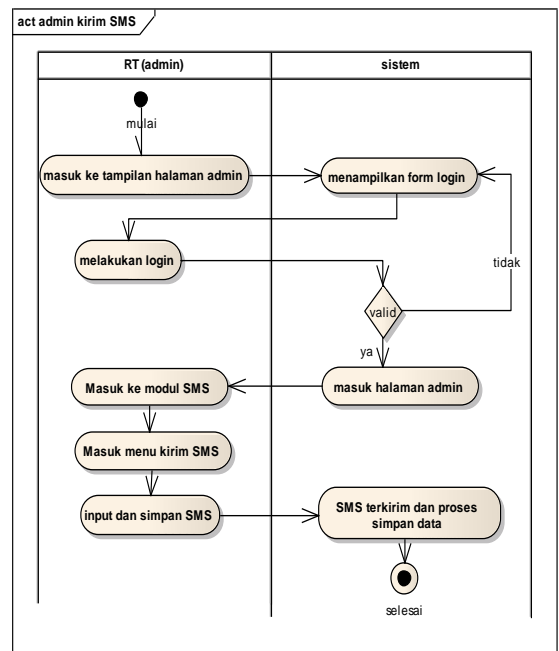 act admin kirim SMS
RT (admin)
sistem
mulai
masuk ke tampilan halaman admin
menampilkan form login
melakukan login
tidak
valid
ya
Masuk ke modul SMS
masuk halaman admin
Masuk menu kirim SMS
input dan simpan SMS
SMS terkirim dan proses
simpan data
selesai